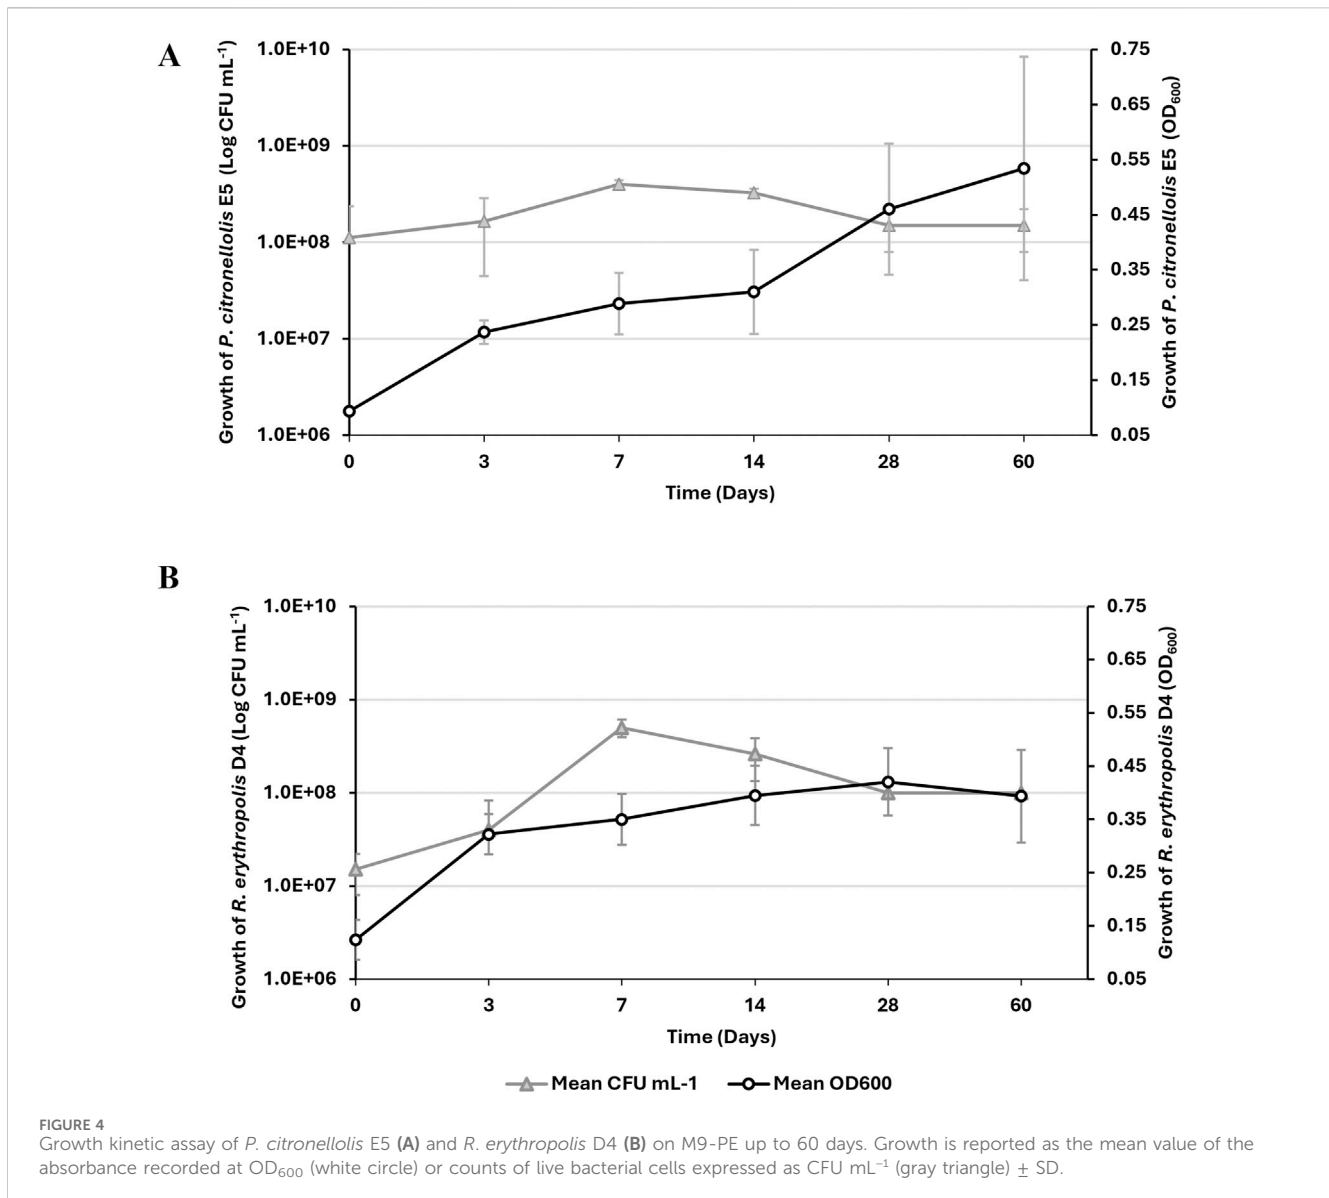 A
Growth of P. citronellolis E5 (Log CFU mL⁻¹)
1.0E+10
1.0E+09
1.0E+08
1.0E+07
1.0E+06
0.75
0.65
0.55
0.45
0.35
0.25
0.15
0.05
Growth of P. citronellolis E5 (OD₆₀₀)
0 3 7 14 28 60
Time (Days)
B
Growth of R. erythropolis D4 (Log CFU mL⁻¹)
1.0E+10
1.0E+09
1.0E+08
1.0E+07
1.0E+06
0.75
0.65
0.55
0.45
0.35
0.25
0.15
0.05
Growth of R. erythropolis D4 (OD₆₀₀)
0 3 7 14 28 60
Time (Days)
Mean CFU mL-1 Mean OD600
FIGURE 4
Growth kinetic assay of P. citronellolis E5 (A) and R. erythropolis D4 (B) on M9-PE up to 60 days. Growth is reported as the mean value of the
absorbance recorded at OD₆₀₀ (white circle) or counts of live bacterial cells expressed as CFU mL⁻¹ (gray triangle) ± SD.